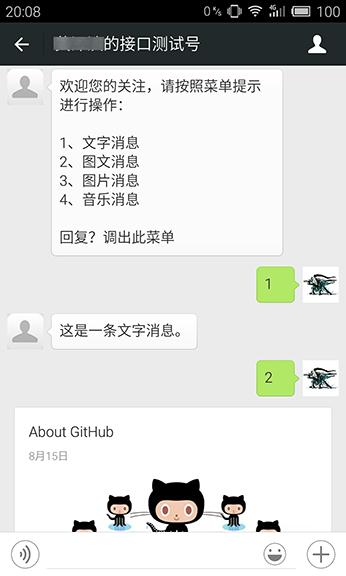 20:08
0%
4G
100
的接口测试号
欢迎您的关注，请按照菜单提示
进行操作：
1、文字消息
2、图文消息
3、图片消息
4、音乐消息
回复？调出此菜单
1
这是一条文字消息。
2
About GitHub
8月15日